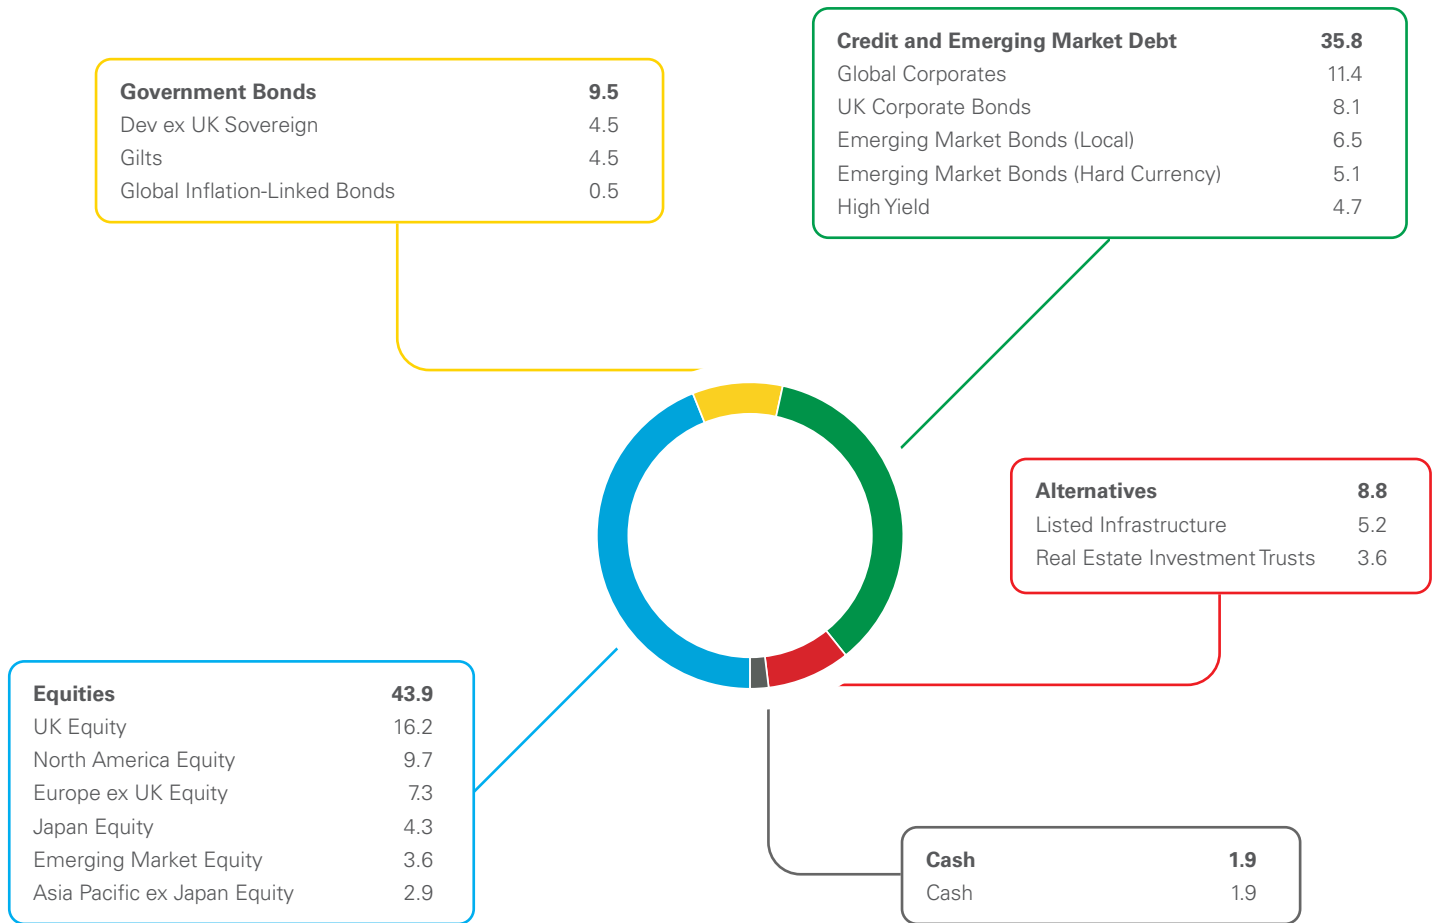 Government Bonds 9.5
Dev ex UK Sovereign 4.5
Gilts 4.5
Global Inflation-Linked Bonds 0.5
Credit and Emerging Market Debt 35.8
Global Corporates 11.4
UK Corporate Bonds 8.1
Emerging Market Bonds (Local) 6.5
Emerging Market Bonds (Hard Currency) 5.1
High Yield 4.7
Alternatives 8.8
Listed Infrastructure 5.2
Real Estate Investment Trusts 3.6
Equities 43.9
UK Equity 16.2
North America Equity 9.7
Europe ex UK Equity 7.3
Japan Equity 4.3
Emerging Market Equity 3.6
Asia Pacific ex Japan Equity 2.9
Cash 1.9
Cash 1.9